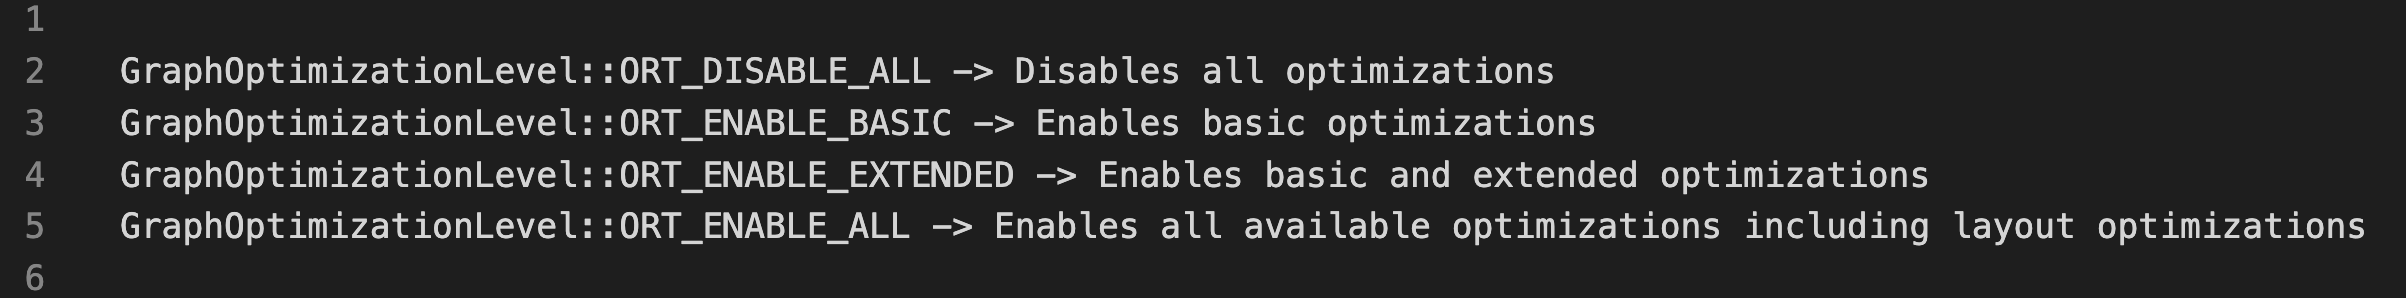 1
2 GraphOptimizationLevel::ORT_DISABLE_ALL -> Disables all optimizations
3 GraphOptimizationLevel::ORT_ENABLE_BASIC -> Enables basic optimizations
4 GraphOptimizationLevel::ORT_ENABLE_EXTENDED -> Enables basic and extended optimizations
5 GraphOptimizationLevel::ORT_ENABLE_ALL -> Enables all available optimizations including layout optimizations
6